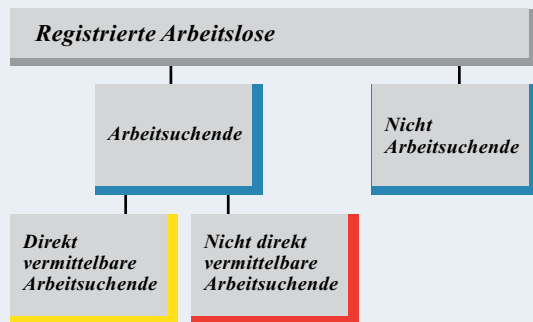 Registrierte Arbeitslose
Arbeitsuchende
Nicht
Arbeitsuchende
Direkt
vermittelbare
Arbeitsuchende
Nicht direkt
vermittelbare
Arbeitsuchende